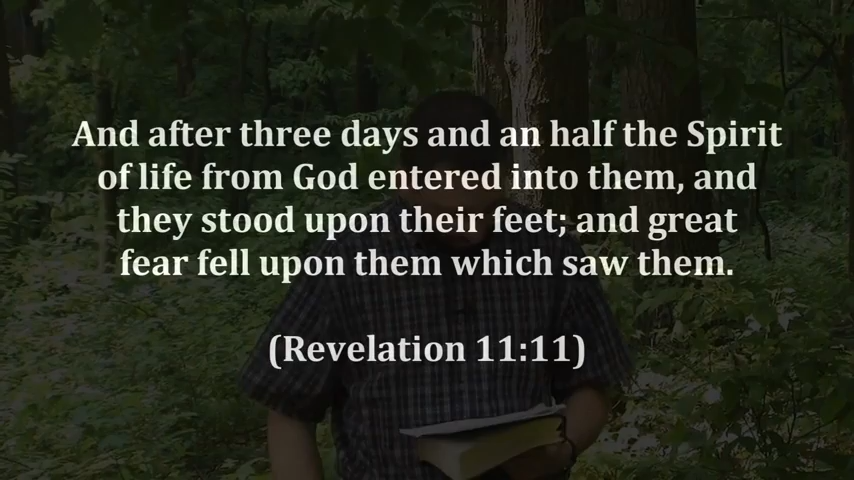 And after three days and an half the Spirit
of life from God entered into them, and
they stood upon their feet; and great
fear fell upon them which saw them.
(Revelation 11:11)